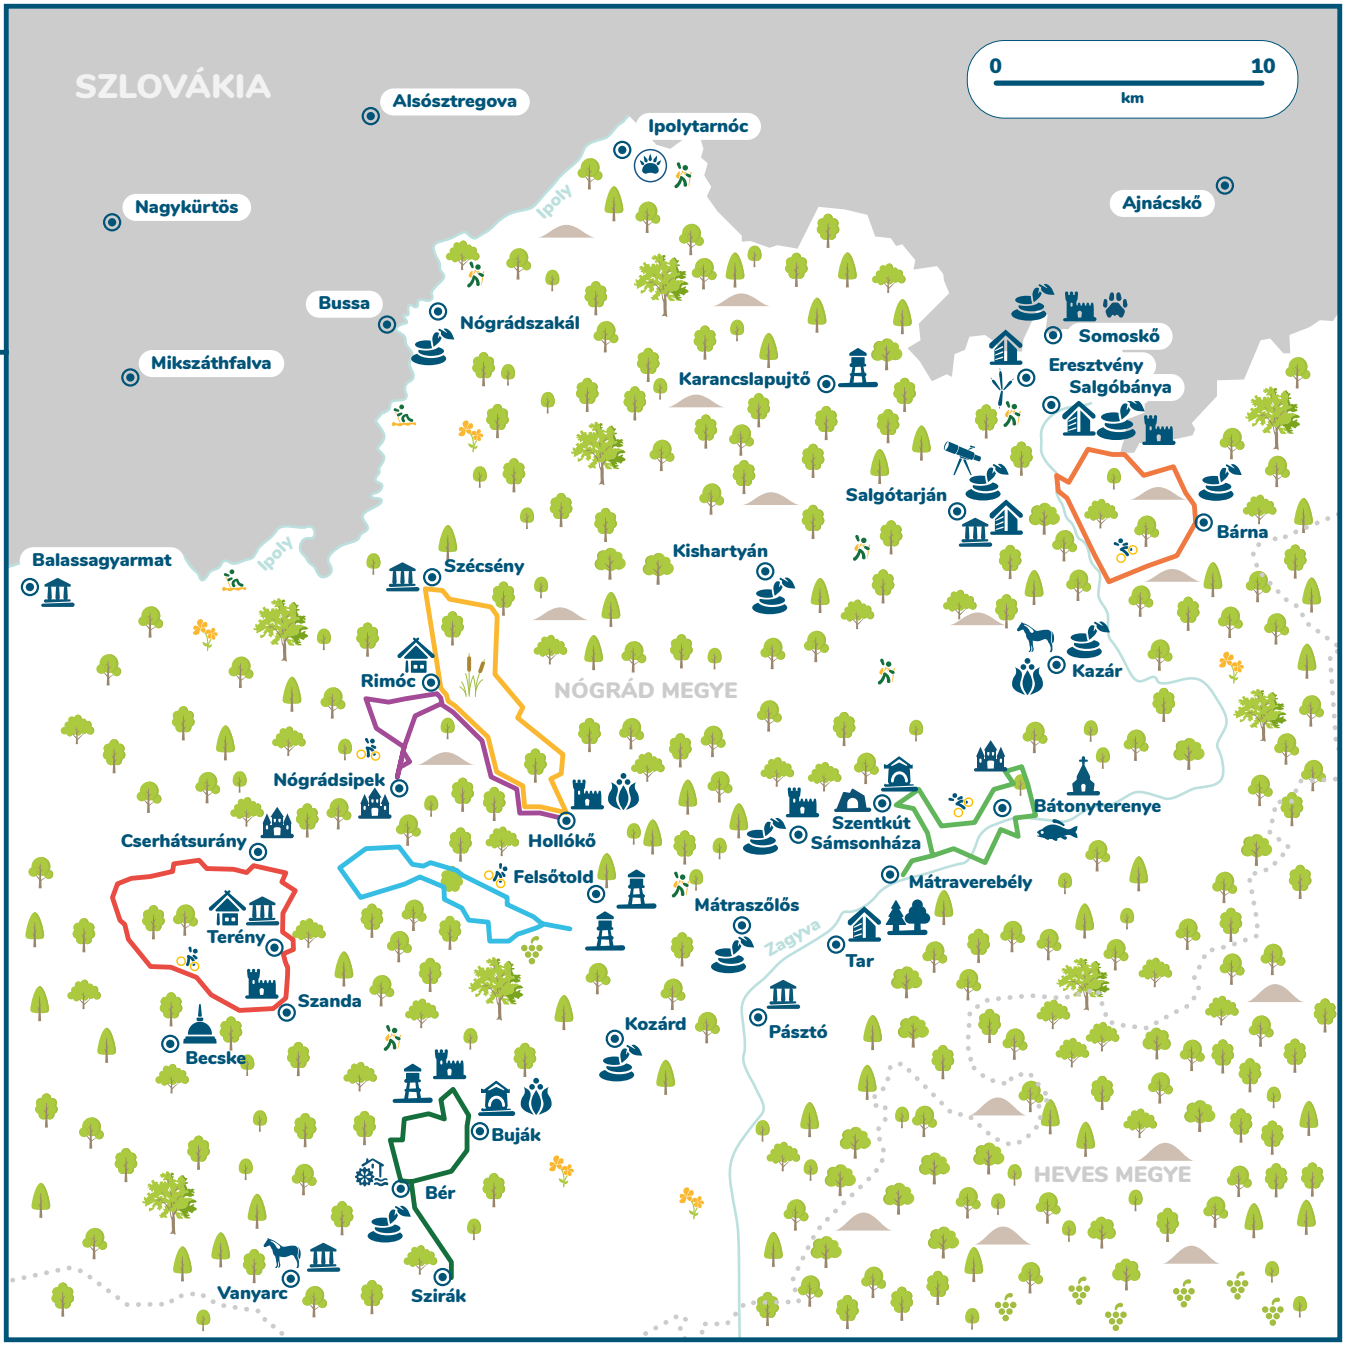 SZLOVÁKIA
0 10
km
Alsósztregova
Ipolytarnóc
Ipoly
Nagykürtös
Ajnácskő
Bussa
Nógrádszakál
Somoskő
Mikszáthfalva
Karancslapujtő
Eresztvény
Salgóbánya
Salgótarján
Bárna
Balassagyarmat
Ipoly
Szécsény
Kishartyán
Rimóc
NÓGRÁD MEGYE
Kazár
Nógrádsipek
Hollókő
Bátonyterenye
Szentkút
Sámsonháza
Cserhátsurány
Felsőtold
Mátraverebély
Mátraszőlős
Terény
Zagyva
Tar
Szanda
Becske
Kozárd
Pásztó
Buják
HEVES MEGYE
Bér
Vanyarc
Szirák